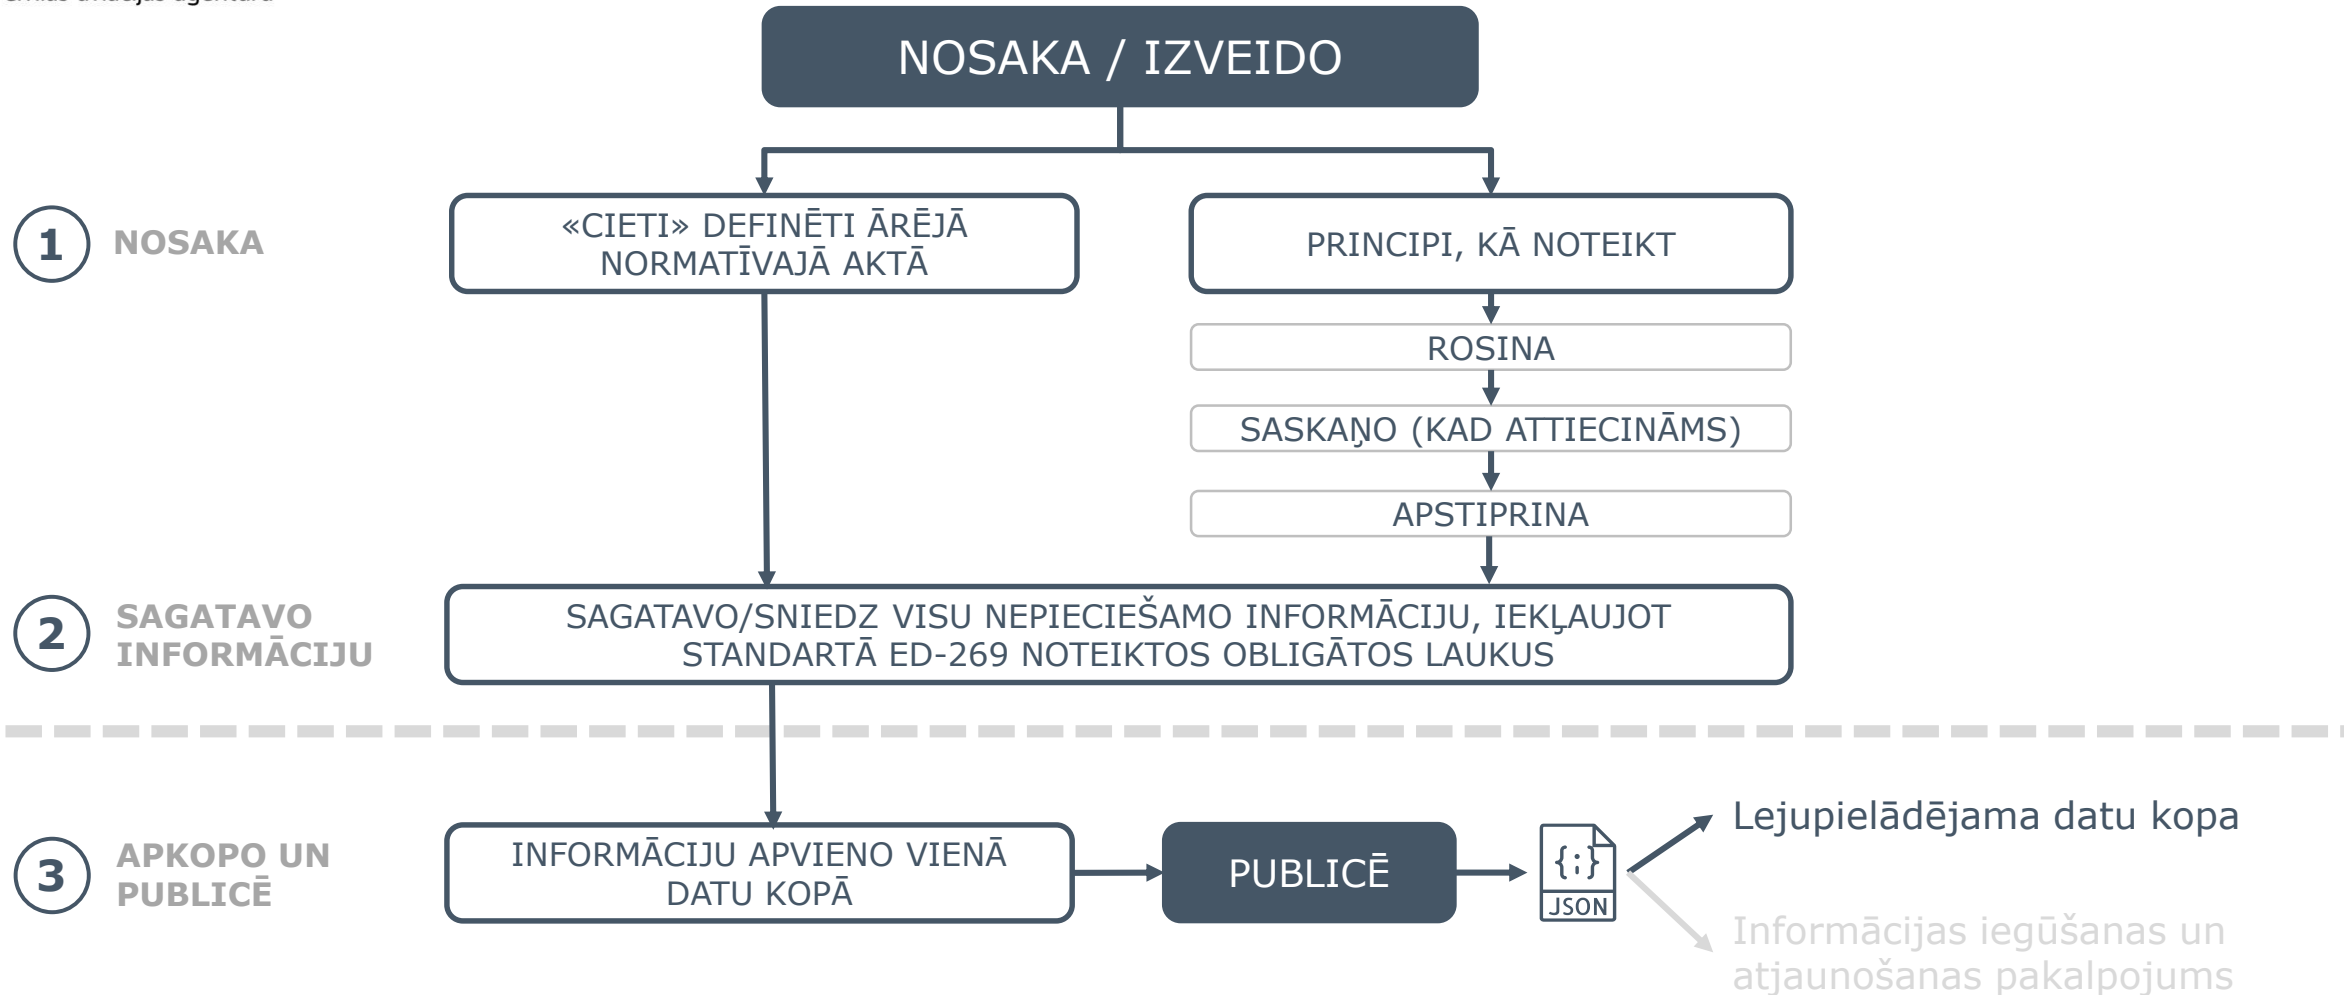 NOSAKA / IZVEIDO
1
NOSAKA
«CIETI» DEFINĒTI ĀRĒJĀ
NORMATĪVAJĀ AKTĀ
PRINCIPI, KĀ NOTEIKT
ROSINA
SASKAŅO (KAD ATTIECINĀMS)
APSTIPRINA
2
SAGATAVO
INFORMĀCIJU
SAGATAVO/SNIEDZ VISU NEPIECIEŠAMO INFORMĀCIJU, IEKĻAUJOT
STANDARTĀ ED-269 NOTEIKTOS OBLIGĀTOS LAUKUS
3
APKOPO UN
PUBLICĒ
INFORMĀCIJU APVIENO VIENĀ
DATU KOPĀ
PUBLICĒ
{;}
JSON
Lejupielādējama datu kopa
Informācijas iegūšanas un
atjaunošanas pakalpojums